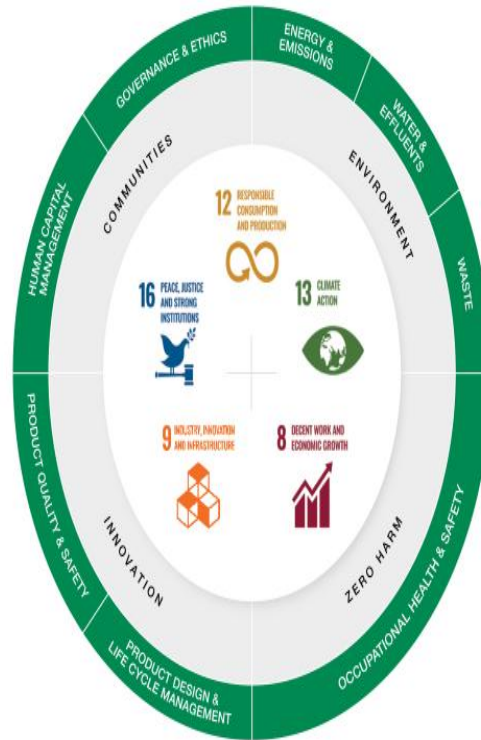 GOVERNANCE & ETHICS
ENERGY &
EMISSIONS
WATER &
EFFLUENTS
WASTE
OCCUPATIONAL HEALTH & SAFETY
PRODUCT DESIGN &
LIFE CYCLE MANAGEMENT
PRODUCT QUALITY & SAFETY
HUMAN CAPITAL
MANAGEMENT
COMMUNITIES
ENVIRONMENT
ZERO HARM
INNOVATION
12 RESPONSIBLE
CONSUMPTION
AND PRODUCTION
16 PEACE, JUSTICE
AND STRONG
INSTITUTIONS
13 CLIMATE
ACTION
9 INDUSTRY, INNOVATION
AND INFRASTRUCTURE
8 DECENT WORK AND
ECONOMIC GROWTH